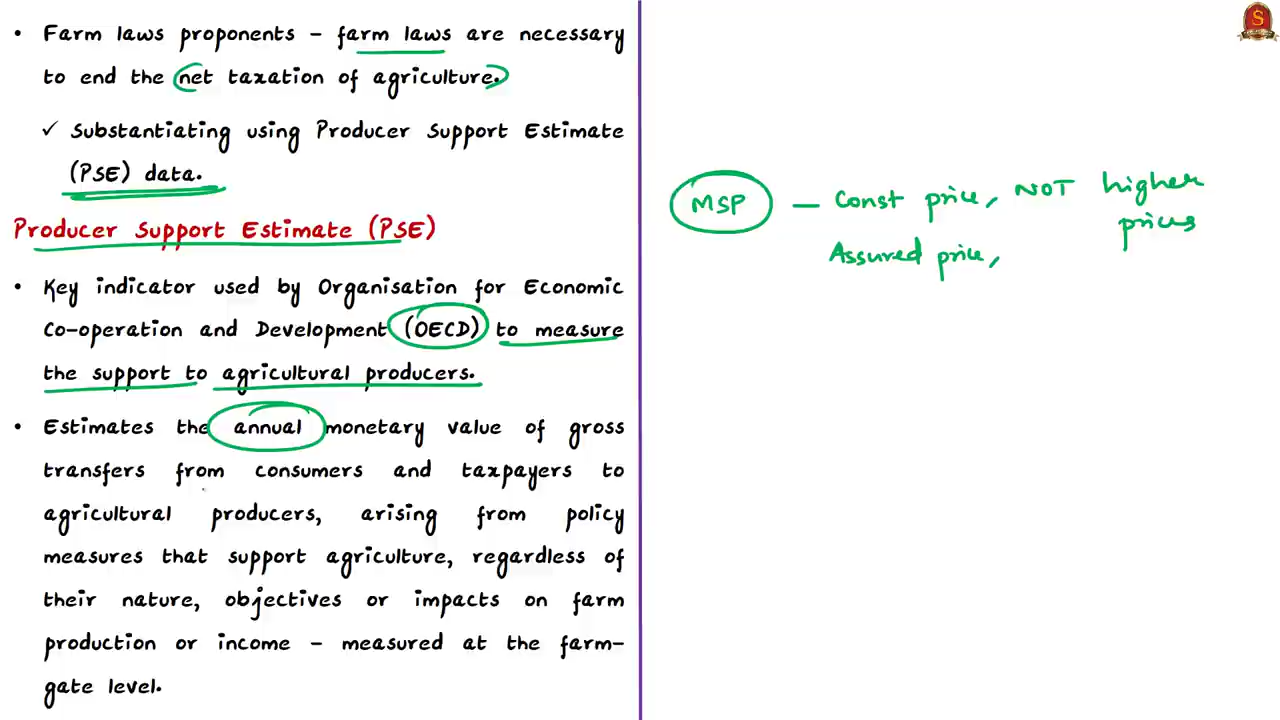 • Farm laws proponents – farm laws are necessary
to end the net taxation of agriculture.
✓ Substantiating using Producer Support Estimate
(PSE) data.
Producer Support Estimate (PSE)
• Key indicator used by Organisation for Economic
Co-operation and Development (OECD) to measure
the support to agricultural producers.
• Estimates the annual monetary value of gross
transfers from consumers and taxpayers to
agricultural producers, arising from policy
measures that support agriculture, regardless of
their nature, objectives or impacts on farm
production or income – measured at the farm-
gate level.
S
MSP – Const price, NOT higher
prices
Assured price,